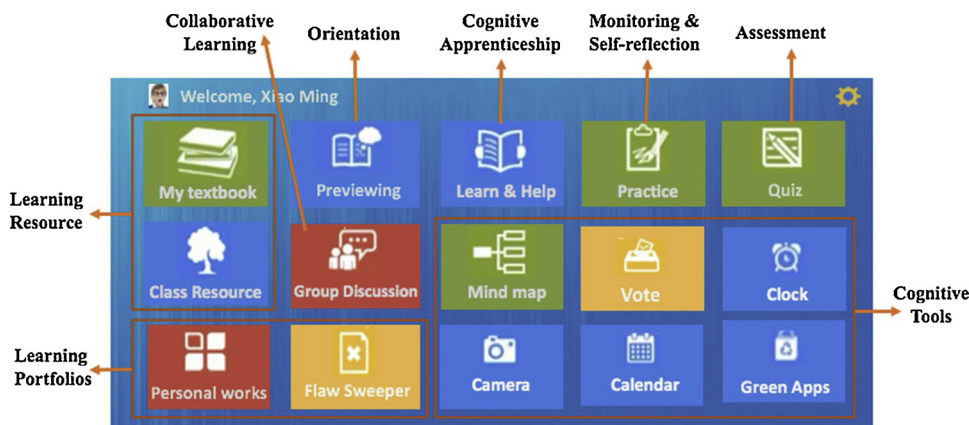 Collaborative
Learning
Orientation
Cognitive
Apprenticeship
Monitoring &
Self-reflection
Assessment
Welcome, Xiao Ming
My textbook
Previewing
Learn & Help
Practice
Quiz
Learning
Resource
Class Resource
Group Discussion
Mind map
Vote
Clock
Cognitive
Tools
Learning
Portfolios
Personal works
Flaw Sweeper
Camera
Calendar
Green Apps